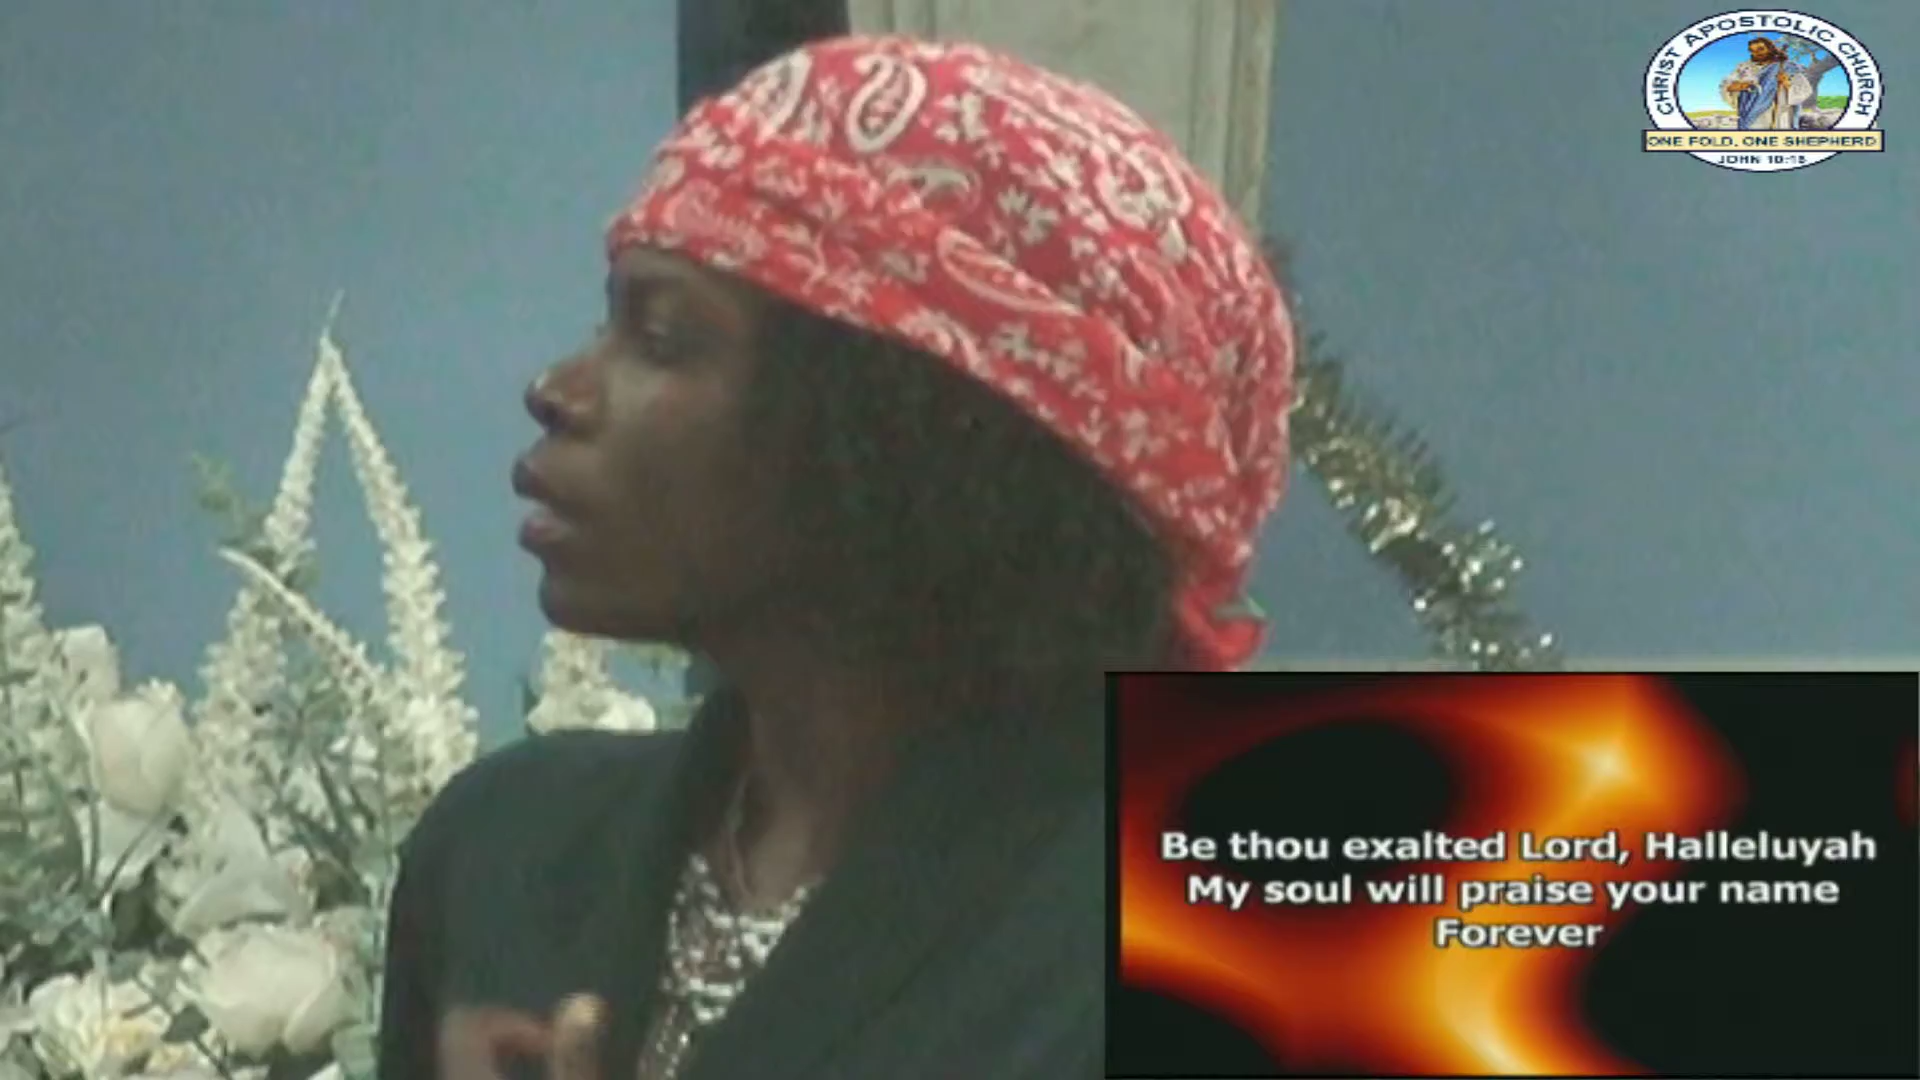 CHRIST APOSTOLIC CHURCH
ONE FOLD, ONE SHEPHERD
JOHN 10:16
Be thou exalted Lord, Halleluyah
My soul will praise your name
Forever